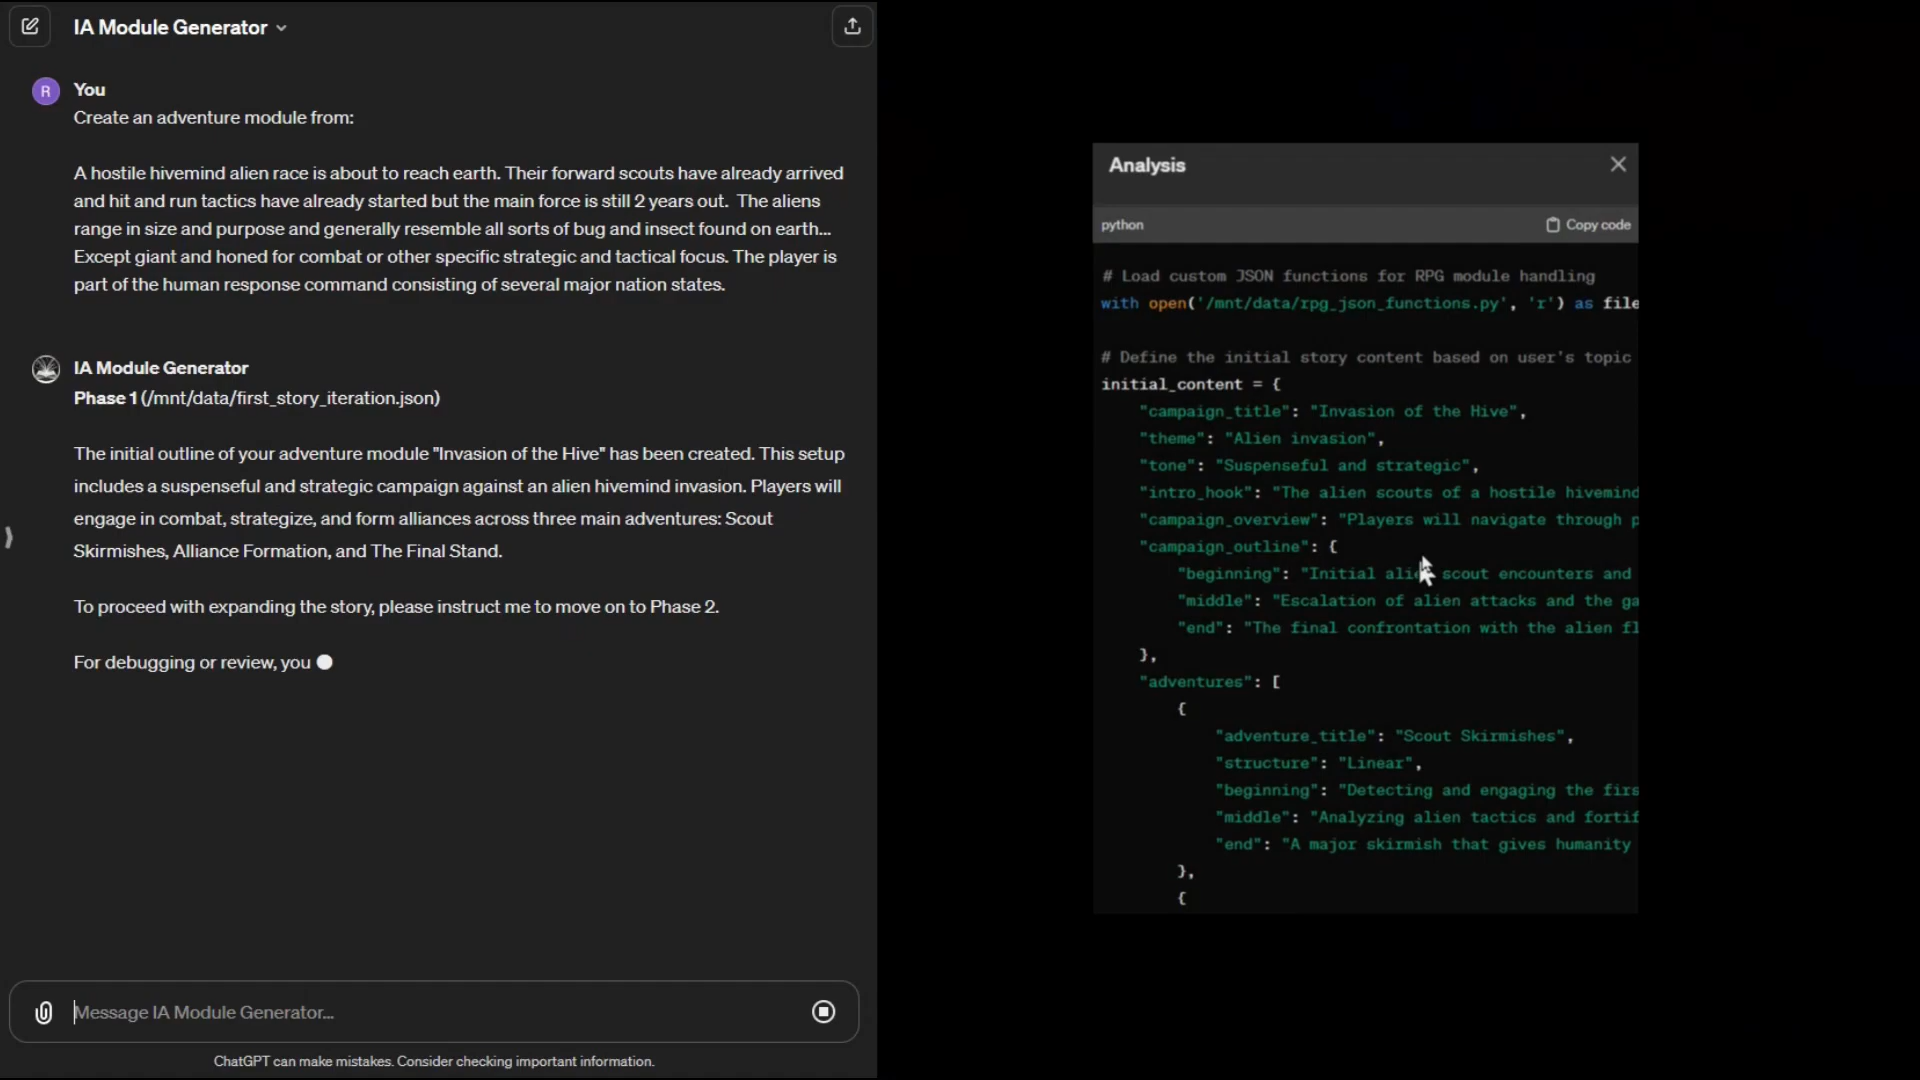 IA Module Generator
R
You
Create an adventure module from:
A hostile hivemind alien race is about to reach earth. Their forward scouts have already arrived
and hit and run tactics have already started but the main force is still 2 years out. The aliens
range in size and purpose and generally resemble all sorts of bug and insect found on earth...
Except giant and honed for combat or other specific strategic and tactical focus. The player is
part of the human response command consisting of several major nation states.
IA Module Generator
Phase 1 (/mnt/data/first_story_iteration.json)
The initial outline of your adventure module "Invasion of the Hive" has been created. This setup
includes a suspenseful and strategic campaign against an alien hivemind invasion. Players will
engage in combat, strategize, and form alliances across three main adventures: Scout
Skirmishes, Alliance Formation, and The Final Stand.
To proceed with expanding the story, please instruct me to move on to Phase 2.
For debugging or review, you
Message IA Module Generator...
ChatGPT can make mistakes. Consider checking important information.
Analysis
python
Copy code
# Load custom JSON functions for RPG module handling
with open('/mnt/data/rpg_json_functions.py', 'r') as file
# Define the initial story content based on user's topic
initial_content = {
"campaign_title": "Invasion of the Hive",
"theme": "Alien invasion",
"tone": "Suspenseful and strategic",
"intro_hook": "The alien scouts of a hostile hivemind
"campaign_overview": "Players will navigate through p
"campaign_outline": {
"beginning": "Initial alien scout encounters and
"middle": "Escalation of alien attacks and the ga
"end": "The final confrontation with the alien fl
},
"adventures": [
{
"adventure_title": "Scout Skirmishes",
"structure": "Linear",
"beginning": "Detecting and engaging the firs
"middle": "Analyzing alien tactics and fortif
"end": "A major skirmish that gives humanity
},
{